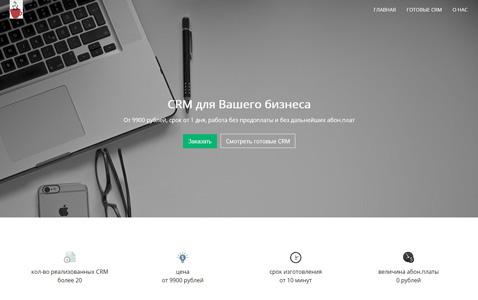 ГЛАВНАЯ ГОТОВЫЕ CRM О НАС
CRM для Вашего бизнеса
От 9900 рублей, срок от 1 дня, работа без предоплаты и без дальнейших абон.плат
Заказать Смотреть готовые CRM
кол-во реализованных CRM
более 20
цена
от 9900 рублей
срок изготовления
от 10 минут
величина абон.платы
0 рублей